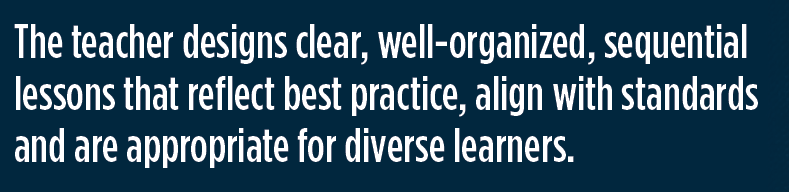 The teacher designs clear, well-organized, sequential
lessons that reflect best practice, align with standards
and are appropriate for diverse learners.